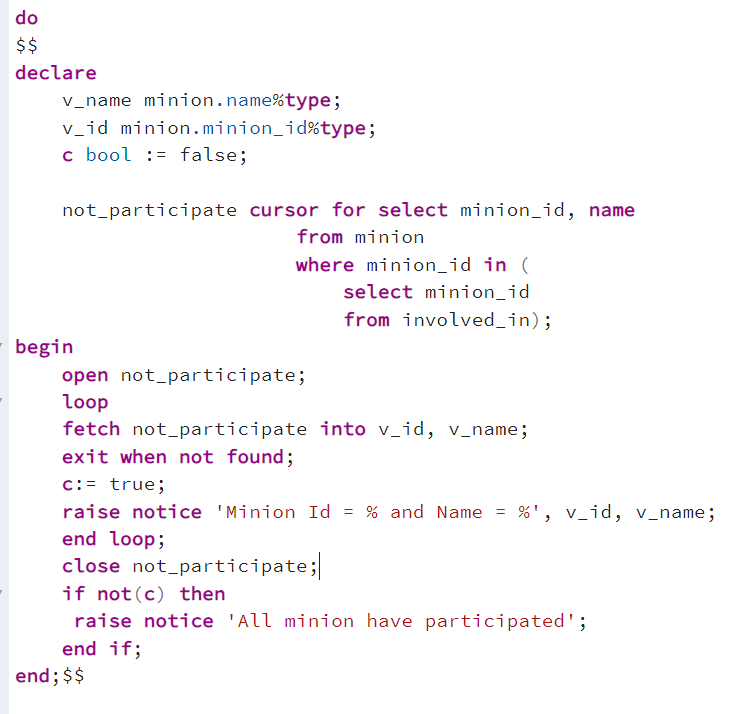 do
$$
declare
    v_name minion.name%type;
    v_id minion.minion_id%type;
    c bool := false;

    not_participate cursor for select minion_id, name
                        from minion
                        where minion_id in (
                            select minion_id
                            from involved_in);
begin
    open not_participate;
    loop
    fetch not_participate into v_id, v_name;
    exit when not found;
    c:= true;
    raise notice 'Minion Id = % and Name = %', v_id, v_name;
    end loop;
    close not_participate;
    if not(c) then
     raise notice 'All minion have participated';
    end if;
end;$$